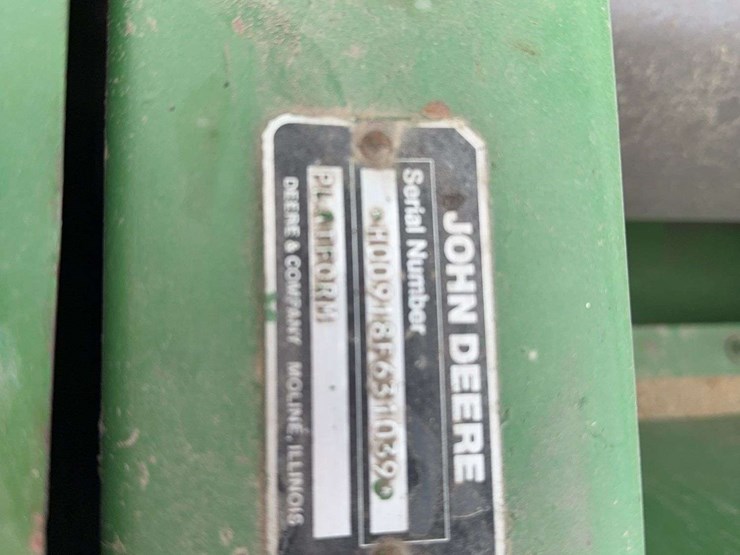 JOHN DEERE
Serial Number
H00918F631039
PLATFORM
DEERE & COMPANY MOLINE, ILLINOIS